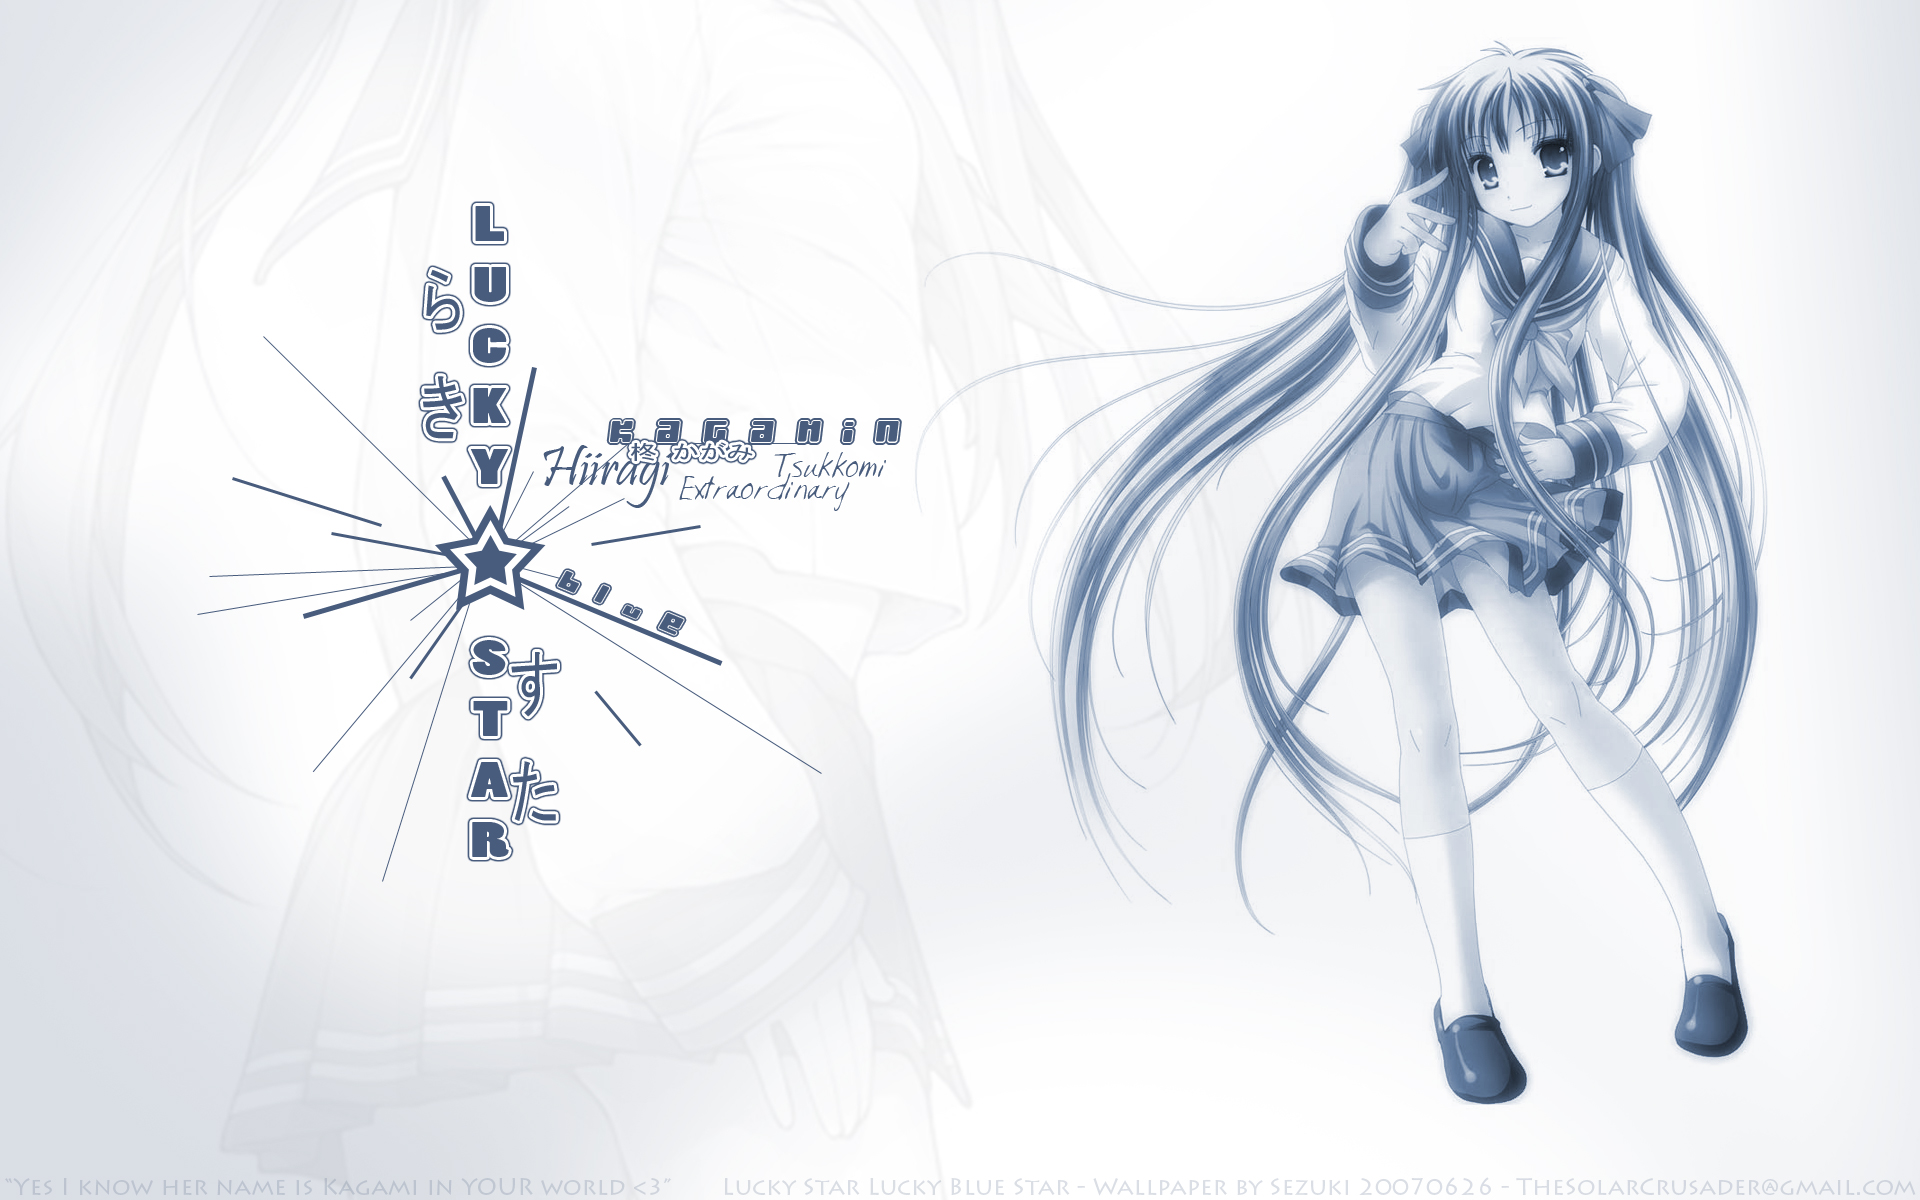 LUCKY
らき
KAGAMiN
柊 かがみ
Hiiragi
Tsukkomi
Extraordinary
bluE
STAR
すた
"Yes I know her name is Kagami in YOUR world <3"
Lucky Star Lucky Blue Star - Wallpaper by Sezuki 20070626 - TheSolarCrusader@gmail.com